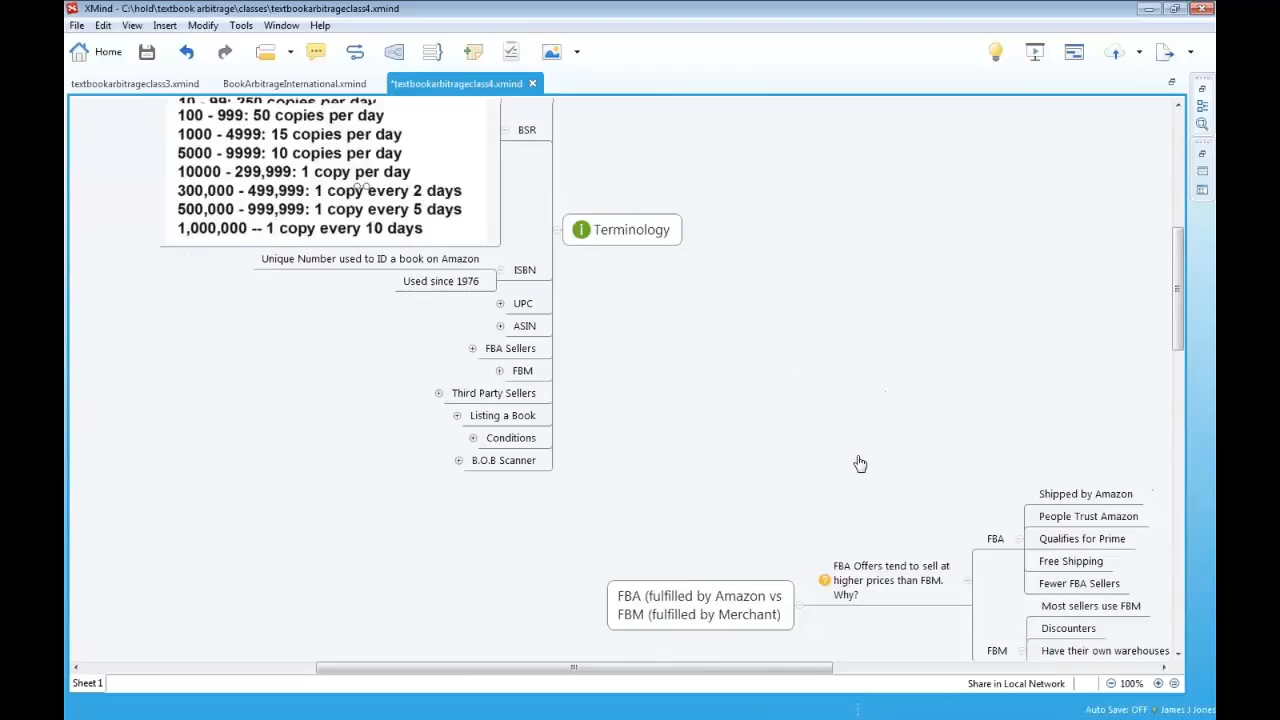 XMind - C:\hold\textbook arbitrage\classes\textbookarbitrageclass4.xmind
File Edit View Insert Modify Tools Window Help
Home
textbookarbitrageclass3.xmind BookArbitrageInternational.xmind *textbookarbitrageclass4.xmind
10 - 99: 250 copies per day
100 - 999: 50 copies per day
1000 - 4999: 15 copies per day
5000 - 9999: 10 copies per day
10000 - 299,999: 1 copy per day
300,000 - 499,999: 1 copy every 2 days
500,000 - 999,999: 1 copy every 5 days
1,000,000 -- 1 copy every 10 days
BSR
Terminology
Unique Number used to ID a book on Amazon
Used since 1976
ISBN
UPC
ASIN
FBA Sellers
FBM
Third Party Sellers
Listing a Book
Conditions
B.O.B Scanner
FBA (fulfilled by Amazon vs
FBM (fulfilled by Merchant)
FBA Offers tend to sell at
higher prices than FBM.
Why?
FBA
Shipped by Amazon
People Trust Amazon
Qualifies for Prime
Free Shipping
Fewer FBA Sellers
FBM
Most sellers use FBM
Discounters
Have their own warehouses
Sheet 1
Share in Local Network
100%
Auto Save: OFF
James J Jones